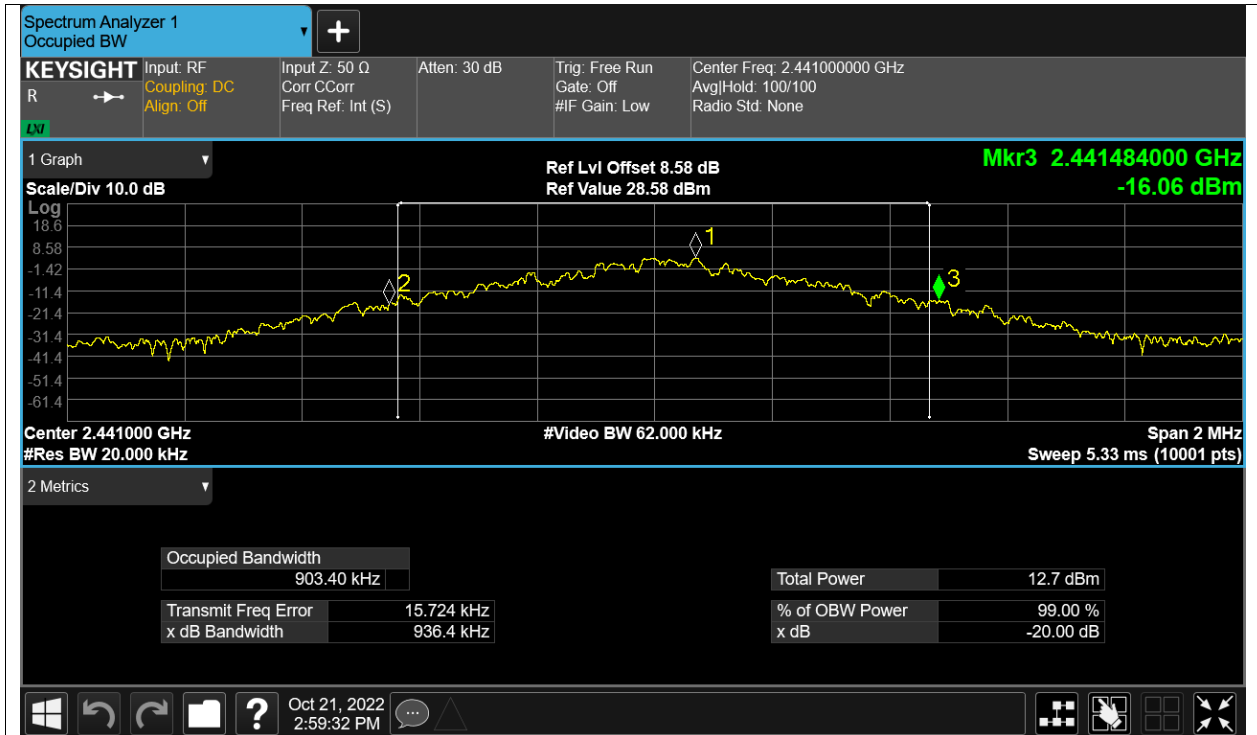 Spectrum Analyzer 1
Occupied BW
+
KEYSIGHT
R
LXI
Input: RF
Coupling: DC
Align: Off
Input Z: 50 Ω
Corr CCorr
Freq Ref: Int (S)
Atten: 30 dB
Trig: Free Run
Gate: Off
#IF Gain: Low
Center Freq: 2.441000000 GHz
Avg|Hold: 100/100
Radio Std: None
1 Graph
Scale/Div 10.0 dB
Ref Lvl Offset 8.58 dB
Ref Value 28.58 dBm
Mkr3 2.441484000 GHz
-16.06 dBm
Log
18.6
8.58
-1.42
-11.4
-21.4
-31.4
-41.4
-51.4
-61.4
1
2
3
Center 2.441000 GHz
#Res BW 20.000 kHz
#Video BW 62.000 kHz
Span 2 MHz
Sweep 5.33 ms (10001 pts)
2 Metrics
Occupied Bandwidth
903.40 kHz
Transmit Freq Error 15.724 kHz
x dB Bandwidth 936.4 kHz
Total Power 12.7 dBm
% of OBW Power 99.00 %
x dB -20.00 dB
?
Oct 21, 2022
2:59:32 PM